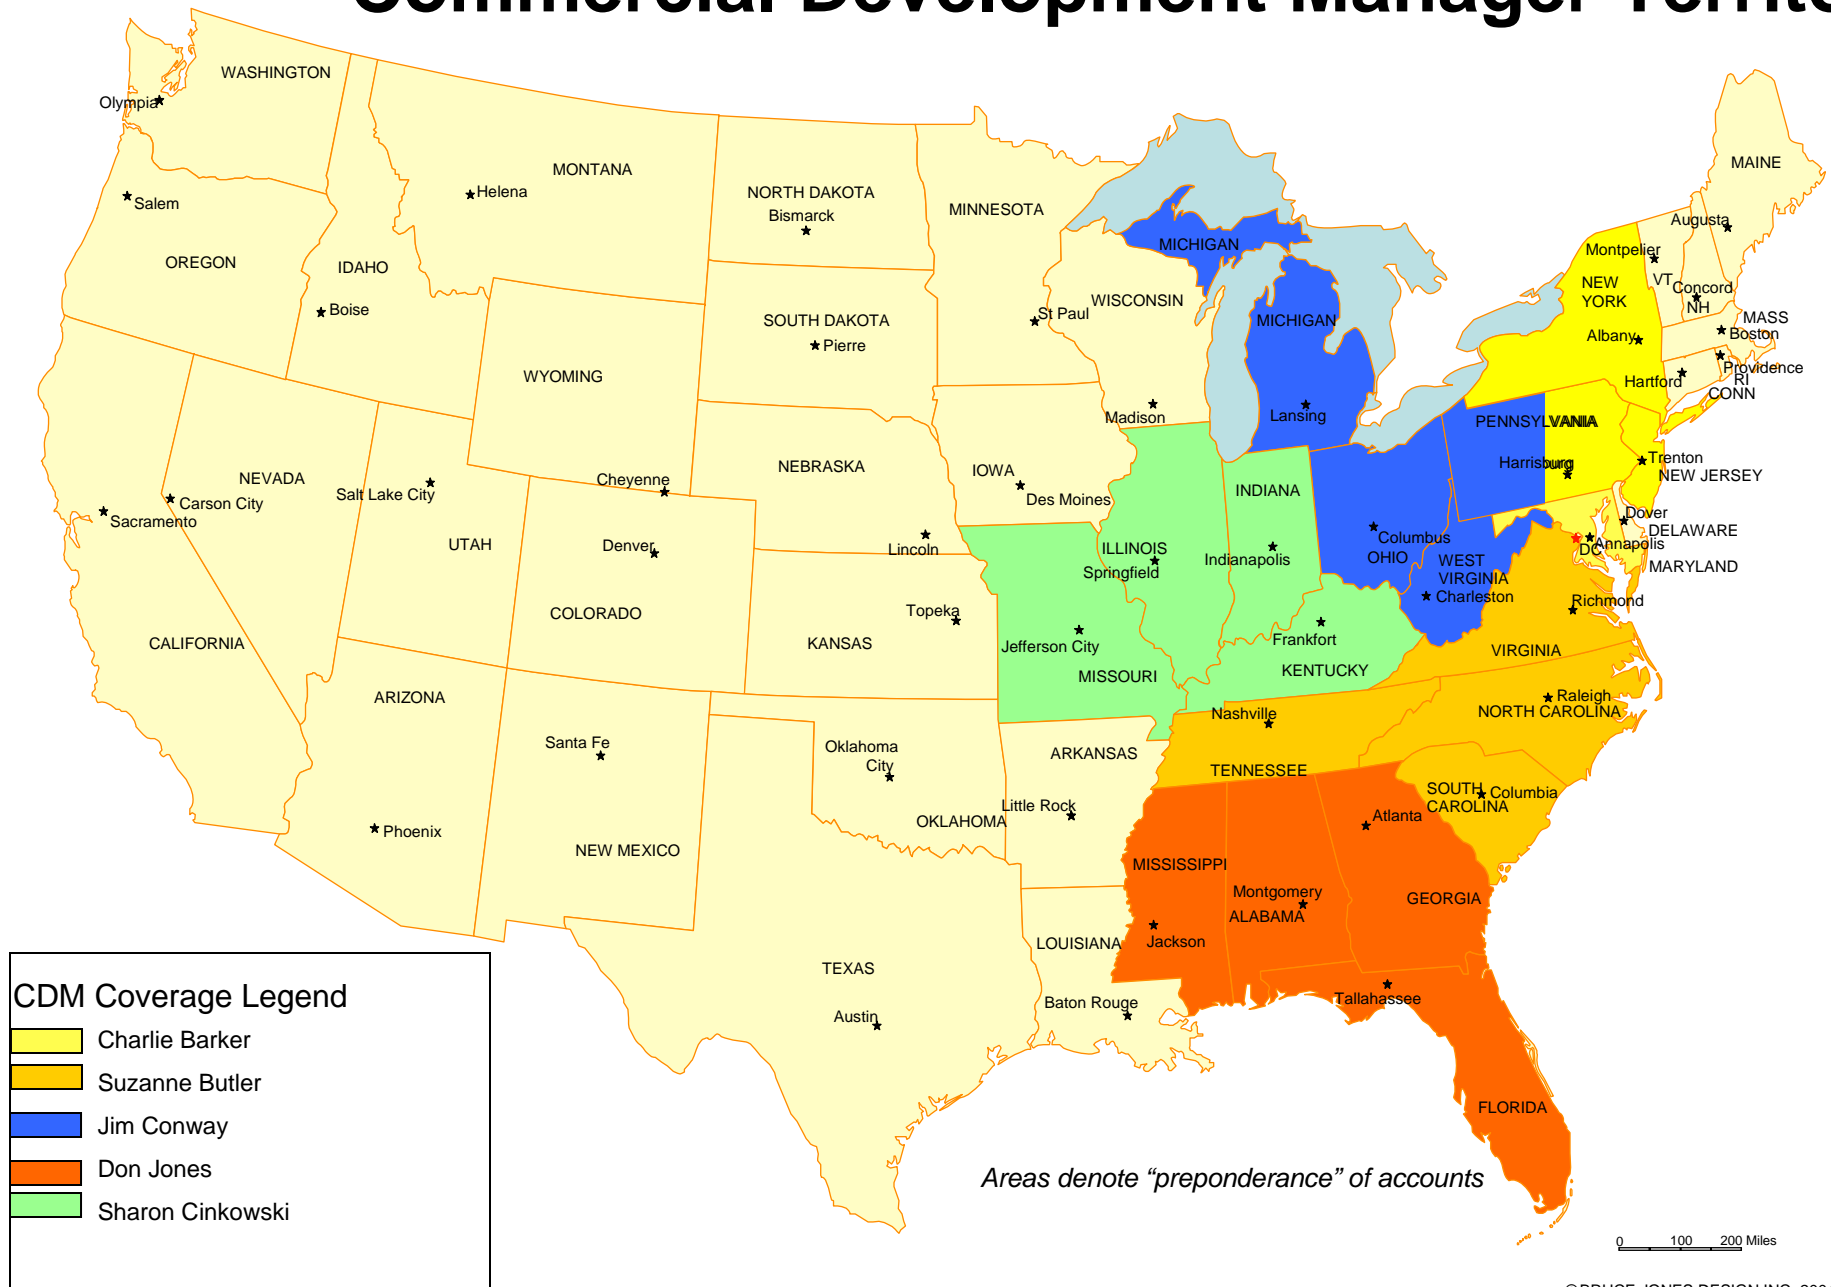 Commercial Development Manager Territo
WASHINGTON
Olympia
MONTANA
Helena
NORTH DAKOTA
Bismarck
MINNESOTA
MAINE
Augusta
Salem
OREGON
IDAHO
Boise
MICHIGAN
Montpelier
VT
Concord
NH
NEW
YORK
WISCONSIN
St Paul
SOUTH DAKOTA
Pierre
MICHIGAN
MASS
Boston
Albany
Providence
RI
Hartford
CONN
WYOMING
Madison
Lansing
PENNSYLVANIA
Harrisburg
Trenton
NEW JERSEY
NEVADA
Carson City
Sacramento
Salt Lake City
UTAH
Cheyenne
NEBRASKA
Lincoln
IOWA
Des Moines
INDIANA
Indianapolis
ILLINOIS
Springfield
Columbus
OHIO
WEST
VIRGINIA
Charleston
Dover
DELAWARE
Annapolis
DC
MARYLAND
Richmond
VIRGINIA
Denver
COLORADO
Topeka
KANSAS
Jefferson City
MISSOURI
Frankfort
KENTUCKY
CALIFORNIA
ARIZONA
Phoenix
Santa Fe
NEW MEXICO
Oklahoma
City
OKLAHOMA
ARKANSAS
Little Rock
Nashville
TENNESSEE
Raleigh
NORTH CAROLINA
SOUTH
CAROLINA
Columbia
Atlanta
GEORGIA
MISSISSIPPI
Jackson
Montgomery
ALABAMA
LOUISIANA
Baton Rouge
TEXAS
Austin
Tallahassee
FLORIDA
CDM Coverage Legend
Charlie Barker
Suzanne Butler
Jim Conway
Don Jones
Sharon Cinkowski
Areas denote “preponderance” of accounts
0 100 200 Miles